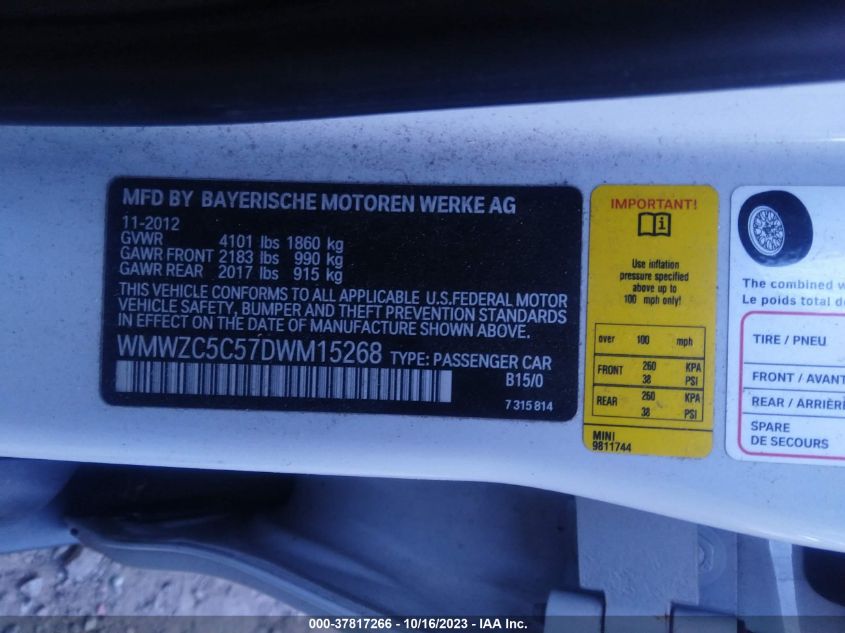 MFD BY BAYERISCHE MOTOREN WERKE AG
11-2012
GVWR 4101 lbs 1860 kg
GAWR FRONT 2183 lbs 990 kg
GAWR REAR 2017 lbs 915 kg
THIS VEHICLE CONFORMS TO ALL APPLICABLE U.S.FEDERAL MOTOR
VEHICLE SAFETY, BUMPER AND THEFT PREVENTION STANDARDS
IN EFFECT ON THE DATE OF MANUFACTURE SHOWN ABOVE.
WMWZC5C57DWM15268 TYPE: PASSENGER CAR
B15/0
7 315 814
IMPORTANT!
i
Use inflation
pressure specified
above up to
100 mph only!
over 100 mph
FRONT 260 KPA
38 PSI
REAR 260 KPA
38 PSI
MINI
9811744
The combined w
Le poids total d
TIRE / PNEU
FRONT / AVANT
REAR / ARRIÈRE
SPARE
DE SECOURS
000-37817266 - 10/16/2023 - IAA Inc.